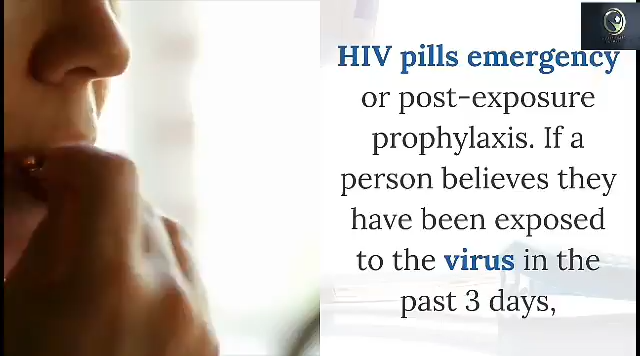 HIV pills emergency
or post-exposure
prophylaxis. If a
person believes they
have been exposed
to the virus in the
past 3 days,